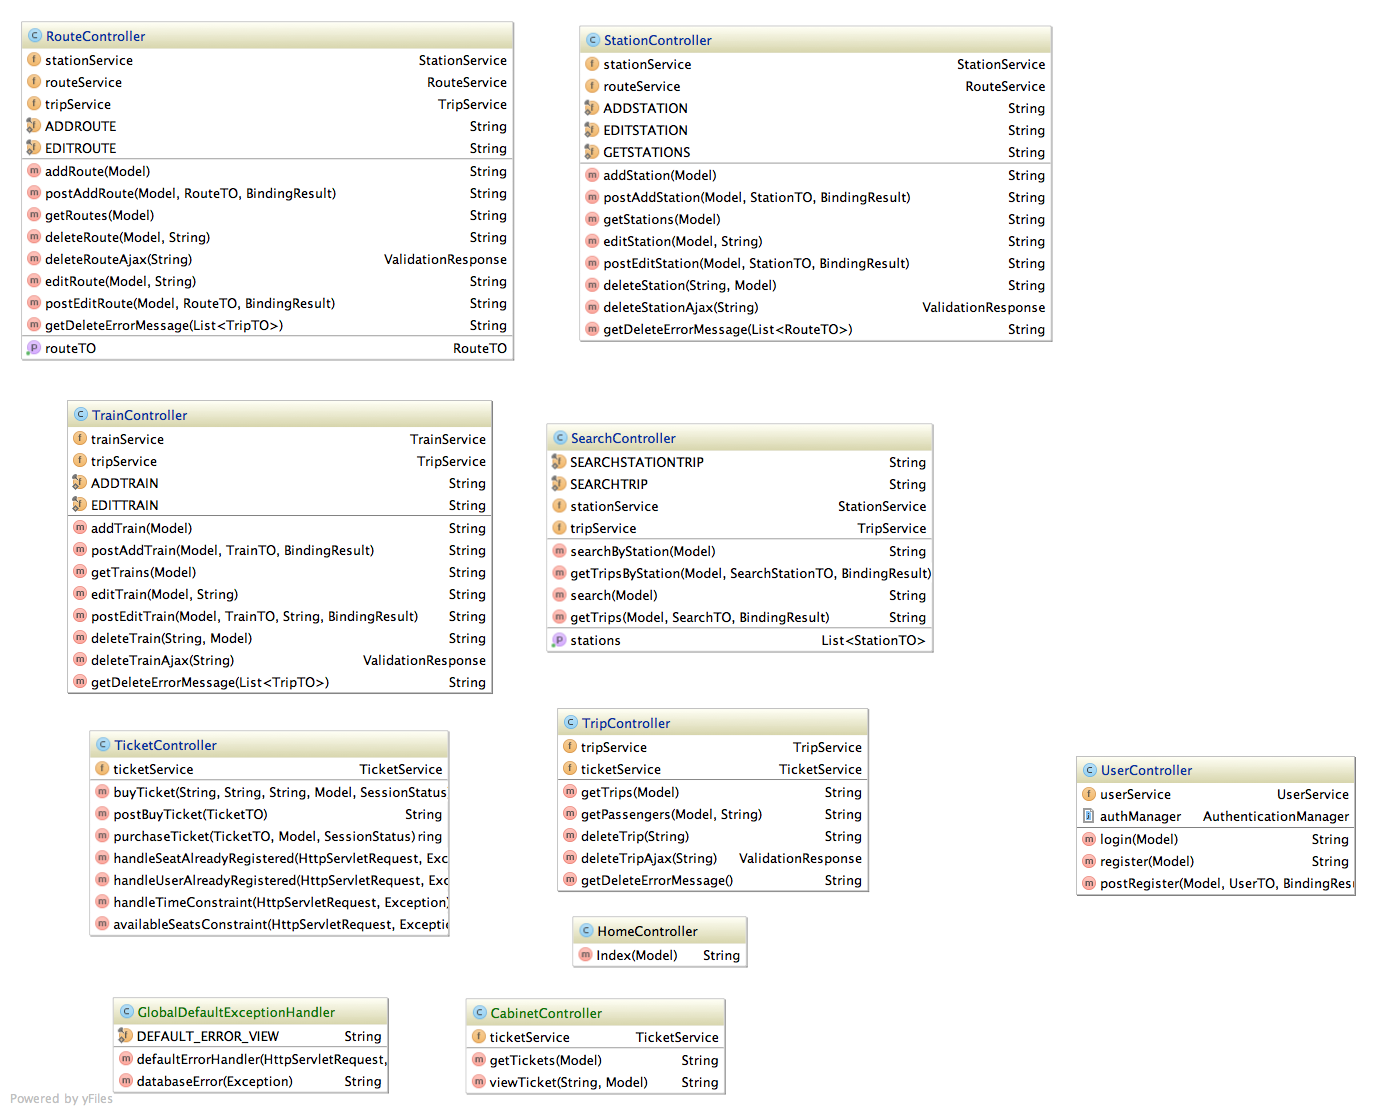 RouteController
stationService StationService
routeService RouteService
tripService TripService
ADDROUTE String
EDITROUTE String
addRoute(Model) String
postAddRoute(Model, RouteTO, BindingResult) String
getRoutes(Model) String
deleteRoute(Model, String) String
deleteRouteAjax(String) ValidationResponse
editRoute(Model, String) String
postEditRoute(Model, RouteTO, BindingResult) String
getDeleteErrorMessage(List<TripTO>) String
routeTO RouteTO
StationController
stationService StationService
routeService RouteService
ADDSTATION String
EDITSTATION String
GETSTATIONS String
addStation(Model) String
postAddStation(Model, StationTO, BindingResult) String
getStations(Model) String
editStation(Model, String) String
postEditStation(Model, StationTO, BindingResult) String
deleteStation(String, Model) String
deleteStationAjax(String) ValidationResponse
getDeleteErrorMessage(List<RouteTO>) String
TrainController
trainService TrainService
tripService TripService
ADDTRAIN String
EDITTRAIN String
addTrain(Model) String
postAddTrain(Model, TrainTO, BindingResult) String
getTrains(Model) String
editTrain(Model, String) String
postEditTrain(Model, TrainTO, String, BindingResult) String
deleteTrain(String, Model) String
deleteTrainAjax(String) ValidationResponse
getDeleteErrorMessage(List<TripTO>) String
SearchController
SEARCHSTATIONTRIP String
SEARCHTRIP String
stationService StationService
tripService TripService
searchByStation(Model) String
getTripsByStation(Model, SearchStationTO, BindingResult)
search(Model) String
getTrips(Model, SearchTO, BindingResult) String
stations List<StationTO>
TicketController
ticketService TicketService
buyTicket(String, String, String, Model, SessionStatus
postBuyTicket(TicketTO) String
purchaseTicket(TicketTO, Model, SessionStatus) ring
handleSeatAlreadyRegistered(HttpServletRequest, Exc
handleUserAlreadyRegistered(HttpServletRequest, Exc
handleTimeConstraint(HttpServletRequest, Exception)
availableSeatsConstraint(HttpServletRequest, Excepti
TripController
tripService TripService
ticketService TicketService
getTrips(Model) String
getPassengers(Model, String) String
deleteTrip(String) String
deleteTripAjax(String) ValidationResponse
getDeleteErrorMessage() String
UserController
userService UserService
authManager AuthenticationManager
login(Model) String
register(Model) String
postRegister(Model, UserTO, BindingResu
HomeController
Index(Model) String
GlobalDefaultExceptionHandler
DEFAULT_ERROR_VIEW String
defaultErrorHandler(HttpServletRequest,
databaseError(Exception) String
CabinetController
ticketService TicketService
getTickets(Model) String
viewTicket(String, Model) String
Powered by yFiles